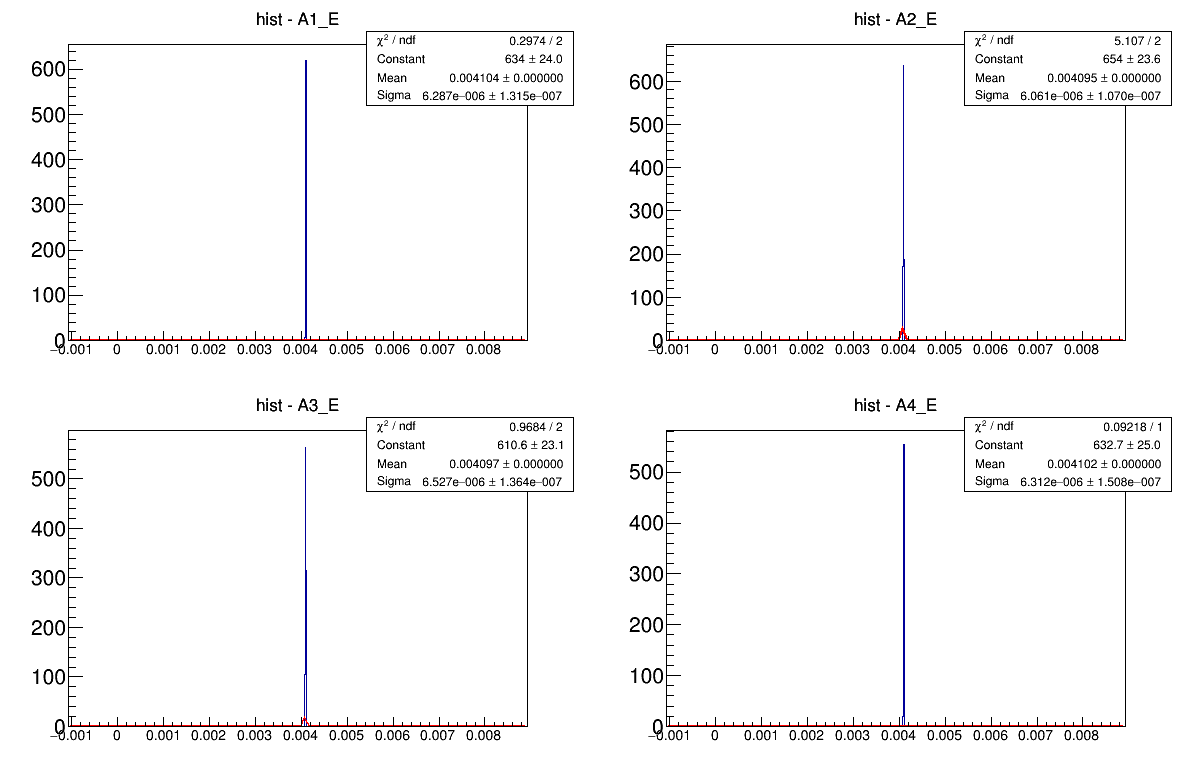 hist - A1_E
χ² / ndf 0.2974 / 2
Constant 634 ± 24.0
Mean 0.004104 ± 0.000000
Sigma 6.287e−006 ± 1.315e−007
600
500
400
300
200
100
0
−0.001 0 0.001 0.002 0.003 0.004 0.005 0.006 0.007 0.008
hist - A2_E
χ² / ndf 5.107 / 2
Constant 654 ± 23.6
Mean 0.004095 ± 0.000000
Sigma 6.061e−006 ± 1.070e−007
600
500
400
300
200
100
0
−0.001 0 0.001 0.002 0.003 0.004 0.005 0.006 0.007 0.008
hist - A3_E
χ² / ndf 0.9684 / 2
Constant 610.6 ± 23.1
Mean 0.004097 ± 0.000000
Sigma 6.527e−006 ± 1.364e−007
500
400
300
200
100
0
−0.001 0 0.001 0.002 0.003 0.004 0.005 0.006 0.007 0.008
hist - A4_E
χ² / ndf 0.09218 / 1
Constant 632.7 ± 25.0
Mean 0.004102 ± 0.000000
Sigma 6.312e−006 ± 1.508e−007
500
400
300
200
100
0
−0.001 0 0.001 0.002 0.003 0.004 0.005 0.006 0.007 0.008